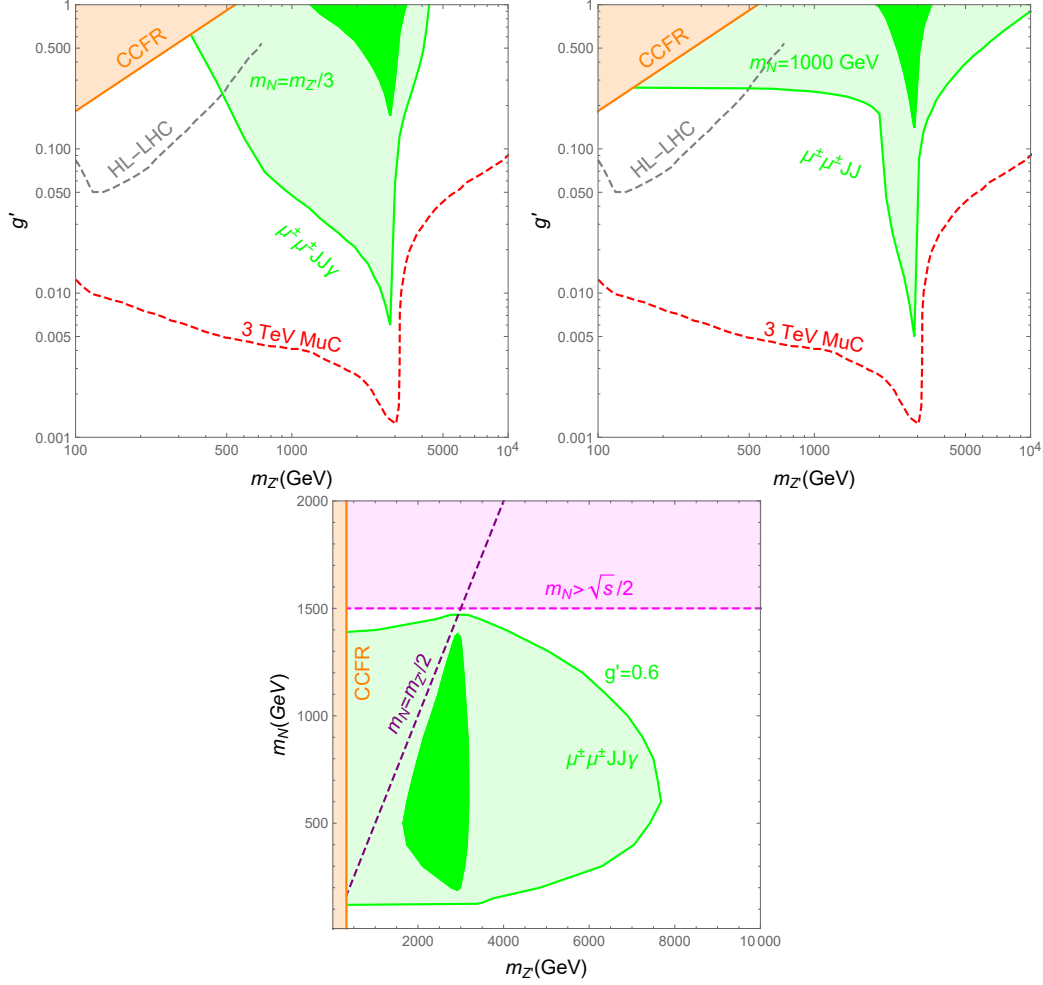 1
0.500
0.100
0.050
0.010
0.005
0.001
g'
CCFR
HL-LHC
m_N=m_Z'/3
μ±μ±JJγ
3 TeV MuC
100
500
1000
5000
10⁴
m_Z'(GeV)
1
0.500
0.100
0.050
0.010
0.005
0.001
g'
CCFR
HL-LHC
m_N=1000 GeV
μ±μ±JJ
3 TeV MuC
100
500
1000
5000
10⁴
m_Z'(GeV)
2000
1500
1000
500
m_N(GeV)
CCFR
m_N>√s/2
m_N=m_Z'/2
g'=0.6
μ±μ±JJγ
2000
4000
6000
8000
10 000
m_Z'(GeV)